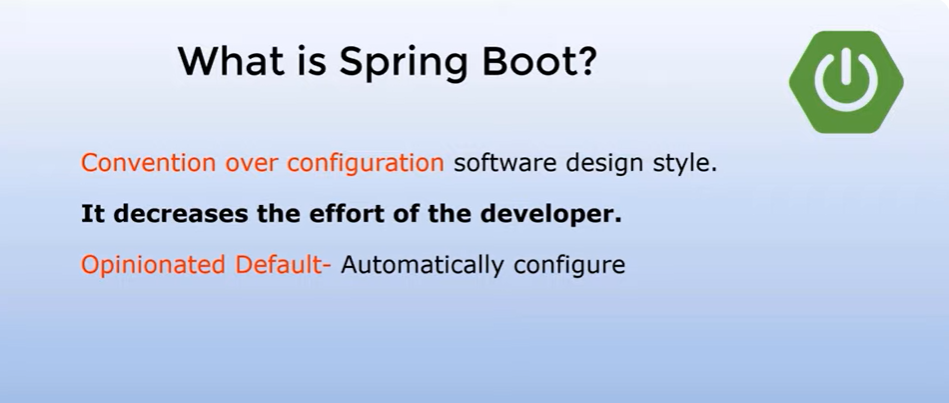 What is Spring Boot?
Convention over configuration software design style.
It decreases the effort of the developer.
Opinionated Default- Automatically configure